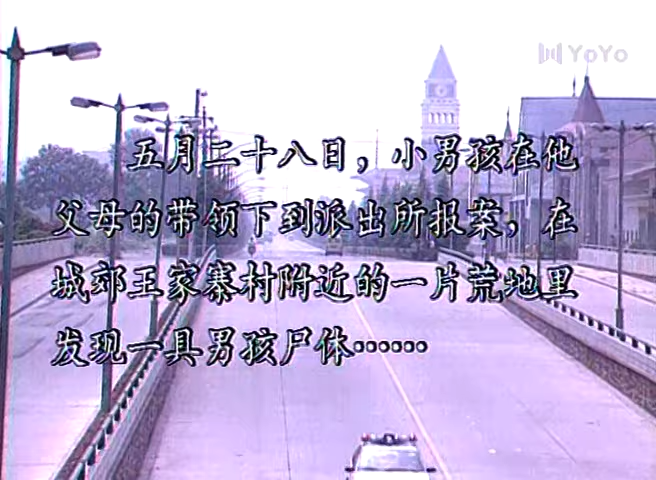 YoYo
五月二十八日，小男孩在他
父母的带领下到派出所报案，在
城郊王家寨村附近的一片荒地里
发现一具男孩尸体……